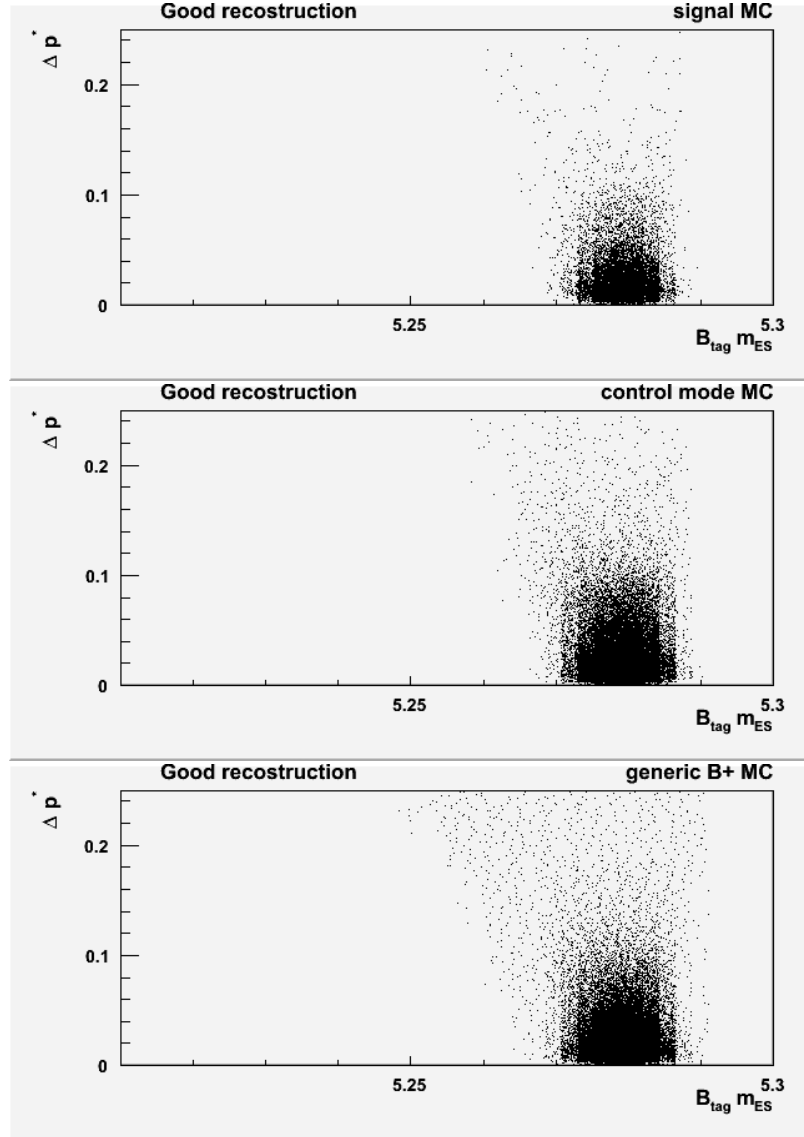 Good recostruction signal MC
Δ p*
0.2
0.1
0
5.25 5.3
B_tag m_ES
Good recostruction control mode MC
Δ p*
0.2
0.1
0
5.25 5.3
B_tag m_ES
Good recostruction generic B+ MC
Δ p*
0.2
0.1
0
5.25 5.3
B_tag m_ES